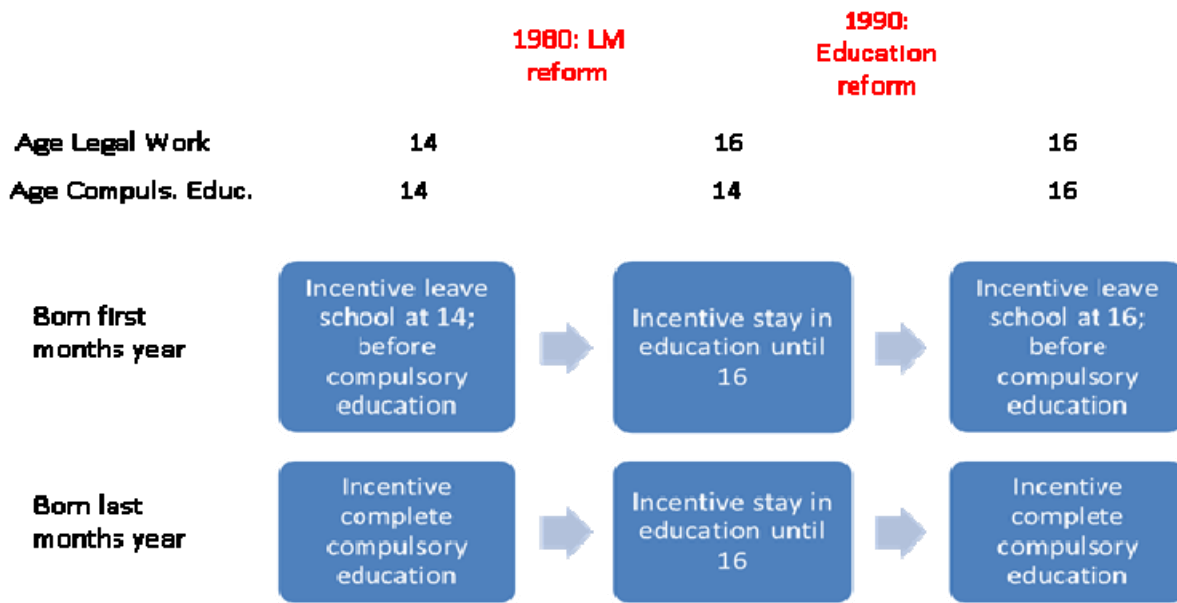 1980: LM
reform
1990:
Education
reform
Age Legal Work 14 16 16
Age Compuls. Educ. 14 14 16
Born first
months year
Incentive leave
school at 14;
before
compulsory
education
Incentive stay in
education until
16
Incentive leave
school at 16;
before
compulsory
education
Born last
months year
Incentive
complete
compulsory
education
Incentive stay in
education until
16
Incentive
complete
compulsory
education